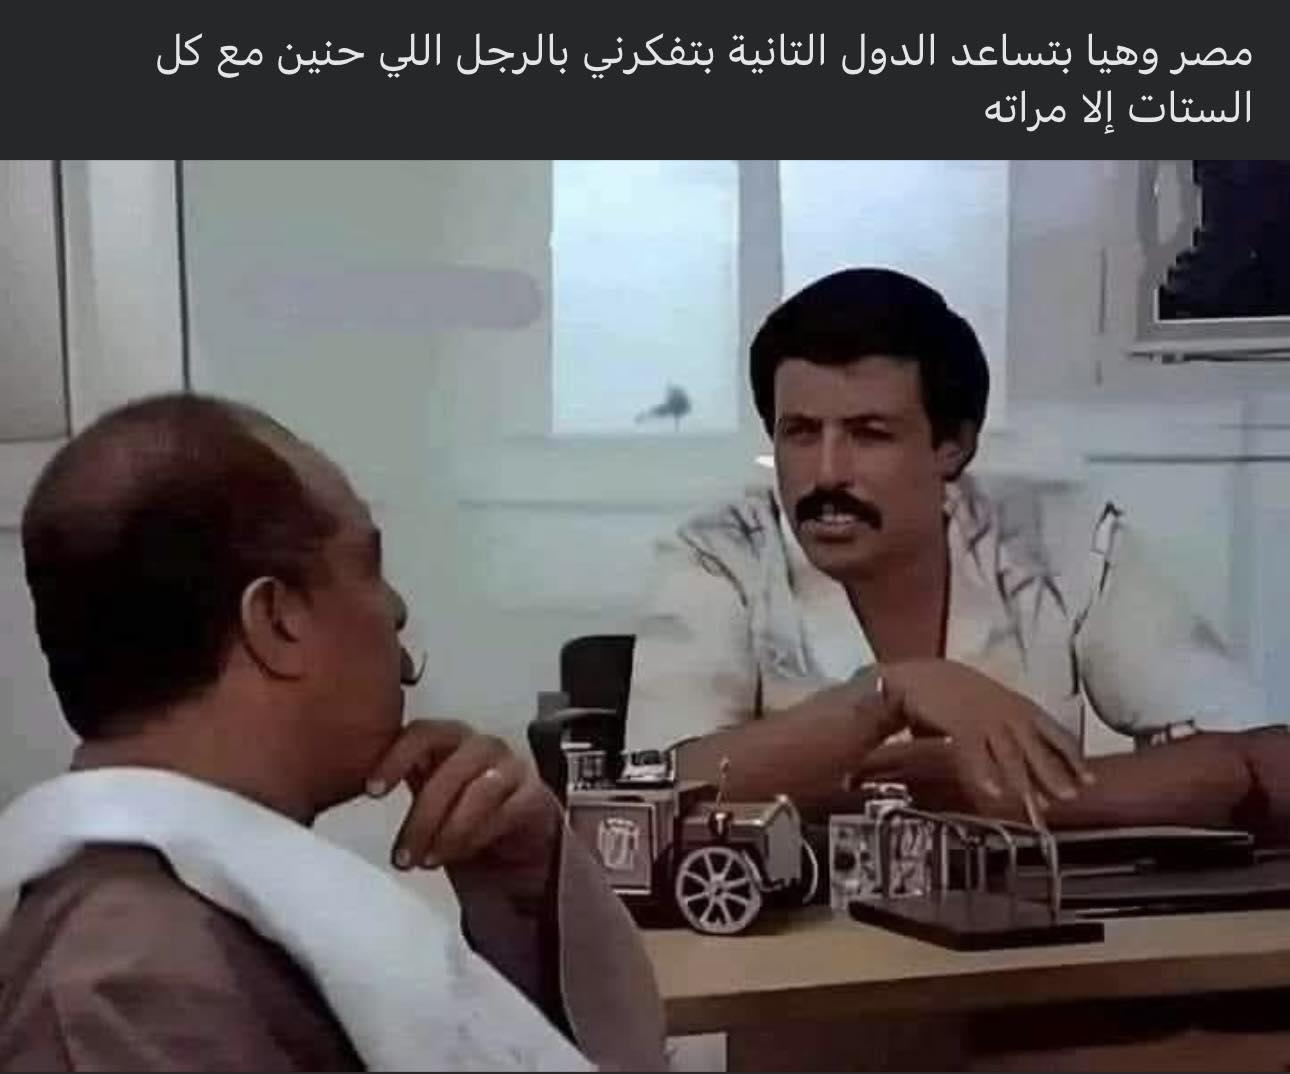 مصر وهيا بتساعد الدول التانية بتفكرني بالرجل اللي حنين مع كل
الستات إلا مراته